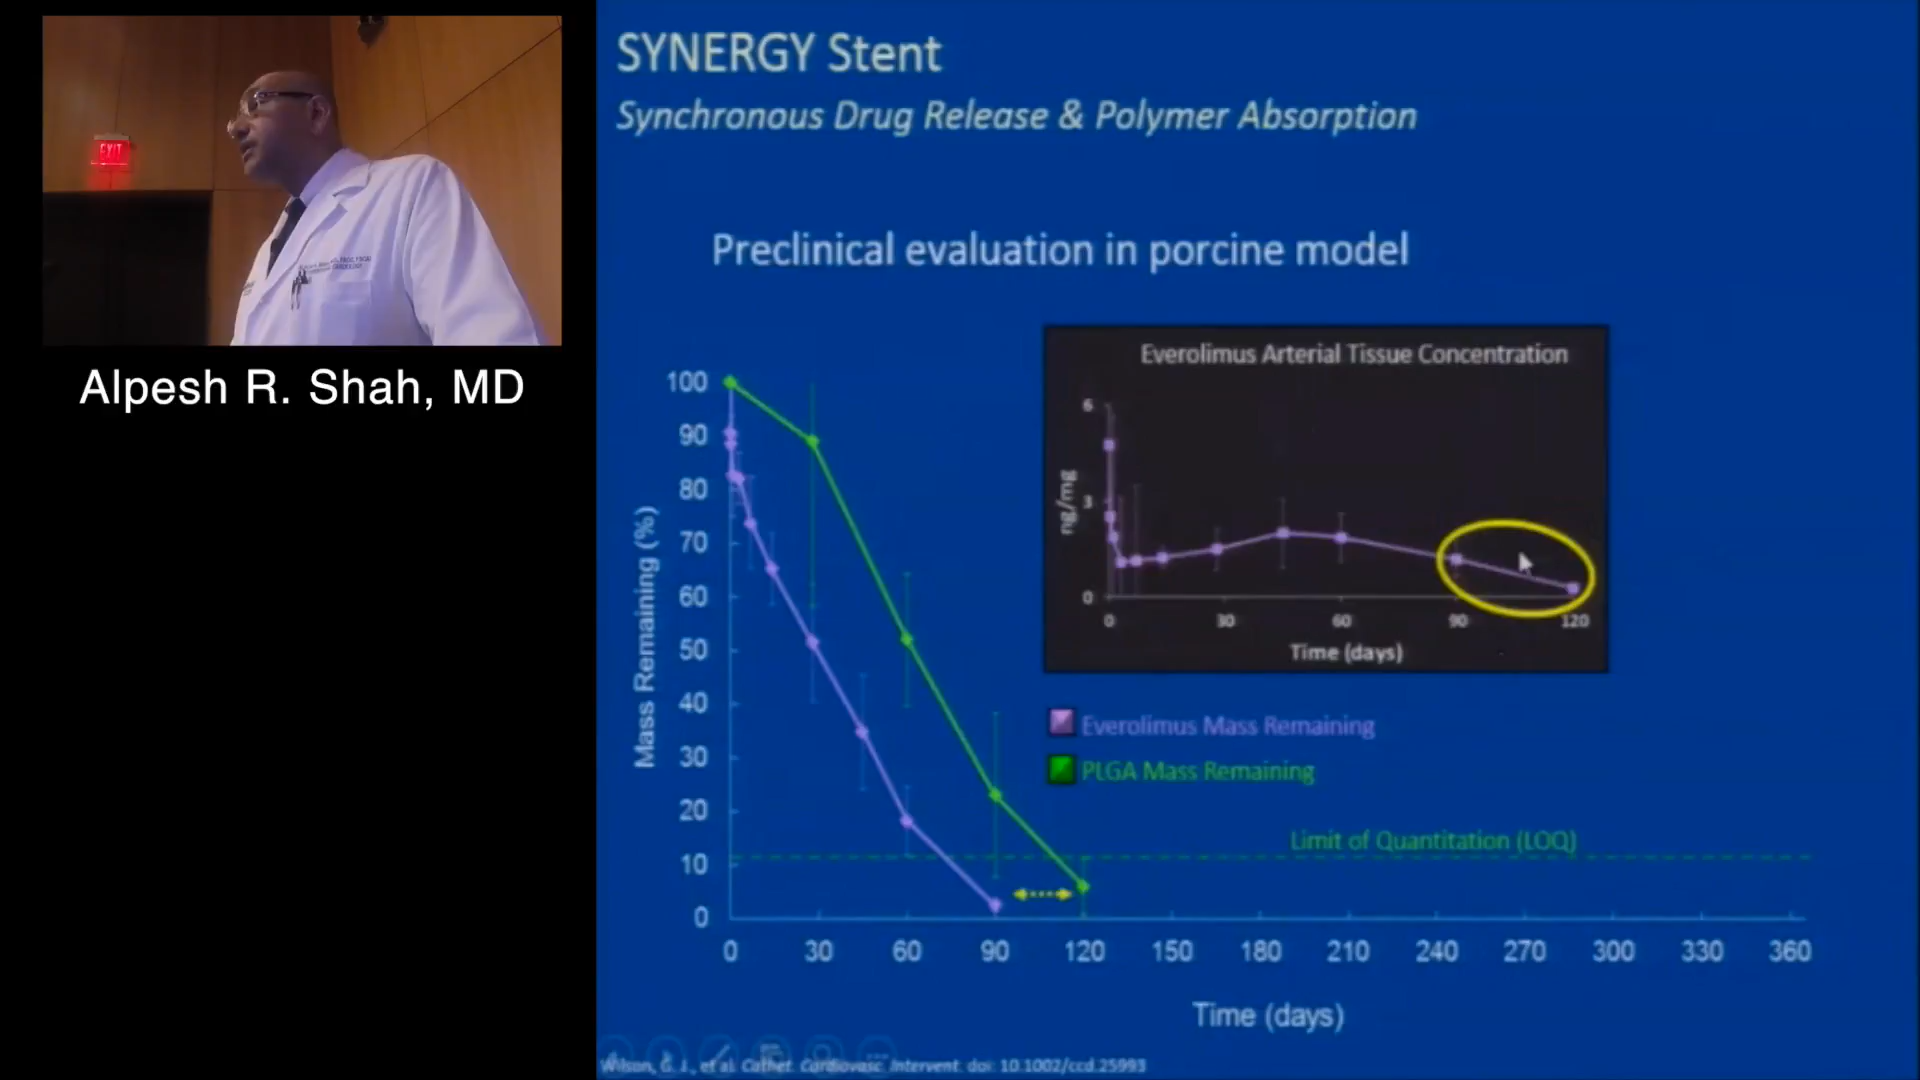 EXIT
Alpesh R. Shah, MD
SYNERGY Stent
Synchronous Drug Release & Polymer Absorption
Preclinical evaluation in porcine model
Everolimus Arterial Tissue Concentration
6
3
0
ng/mg
0 30 60 90 120
Time (days)
Mass Remaining (%)
100
90
80
70
60
50
40
30
20
10
0
Everolimus Mass Remaining
PLGA Mass Remaining
Limit of Quantitation (LOQ)
0 30 60 90 120 150 180 210 240 270 300 330 360
Time (days)
Wilson, G. J., et al. Cathet. Cardiovasc. Intervent. doi: 10.1002/ccd.25993